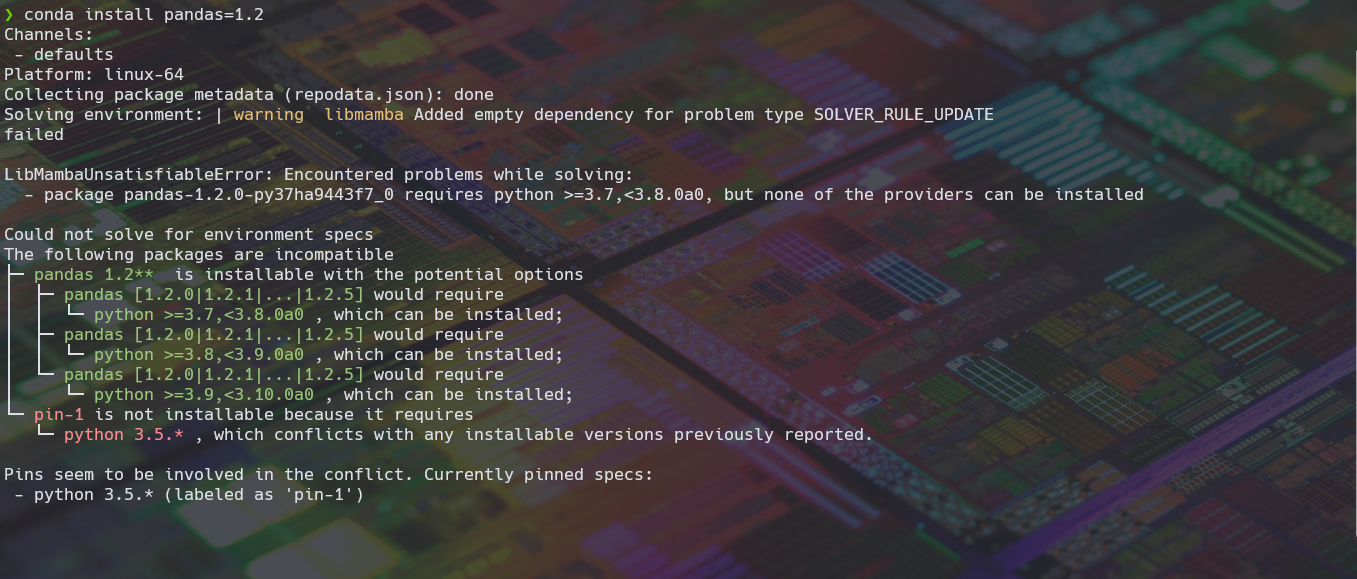 ❯ conda install pandas=1.2
Channels:
 - defaults
Platform: linux-64
Collecting package metadata (repodata.json): done
Solving environment: | warning  libmamba Added empty dependency for problem type SOLVER_RULE_UPDATE
failed

LibMambaUnsatisfiableError: Encountered problems while solving:
  - package pandas-1.2.0-py37ha9443f7_0 requires python >=3.7,<3.8.0a0, but none of the providers can be installed

Could not solve for environment specs
The following packages are incompatible
├─ pandas 1.2**  is installable with the potential options
│  ├─ pandas [1.2.0|1.2.1|...|1.2.5] would require
│  │  └─ python >=3.7,<3.8.0a0 , which can be installed;
│  ├─ pandas [1.2.0|1.2.1|...|1.2.5] would require
│  │  └─ python >=3.8,<3.9.0a0 , which can be installed;
│  └─ pandas [1.2.0|1.2.1|...|1.2.5] would require
│     └─ python >=3.9,<3.10.0a0 , which can be installed;
└─ pin-1 is not installable because it requires
   └─ python 3.5.* , which conflicts with any installable versions previously reported.

Pins seem to be involved in the conflict. Currently pinned specs:
 - python 3.5.* (labeled as 'pin-1')